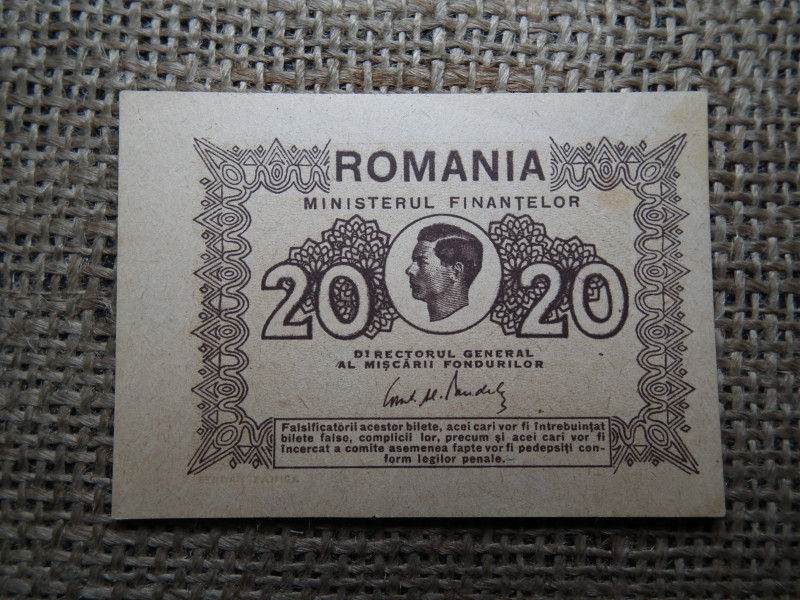 ROMANIA
MINISTERUL FINANȚELOR
20 20
DIRECTORUL GENERAL
AL MIȘCĂRII FONDURILOR
Falsificatorii acestor bilete, acei cari vor fi întrebuințat
bilete false, complicii lor, precum și acei cari vor fi
încercat a comite asemenea fapte vor fi pedepsiți con-
form legilor penale.